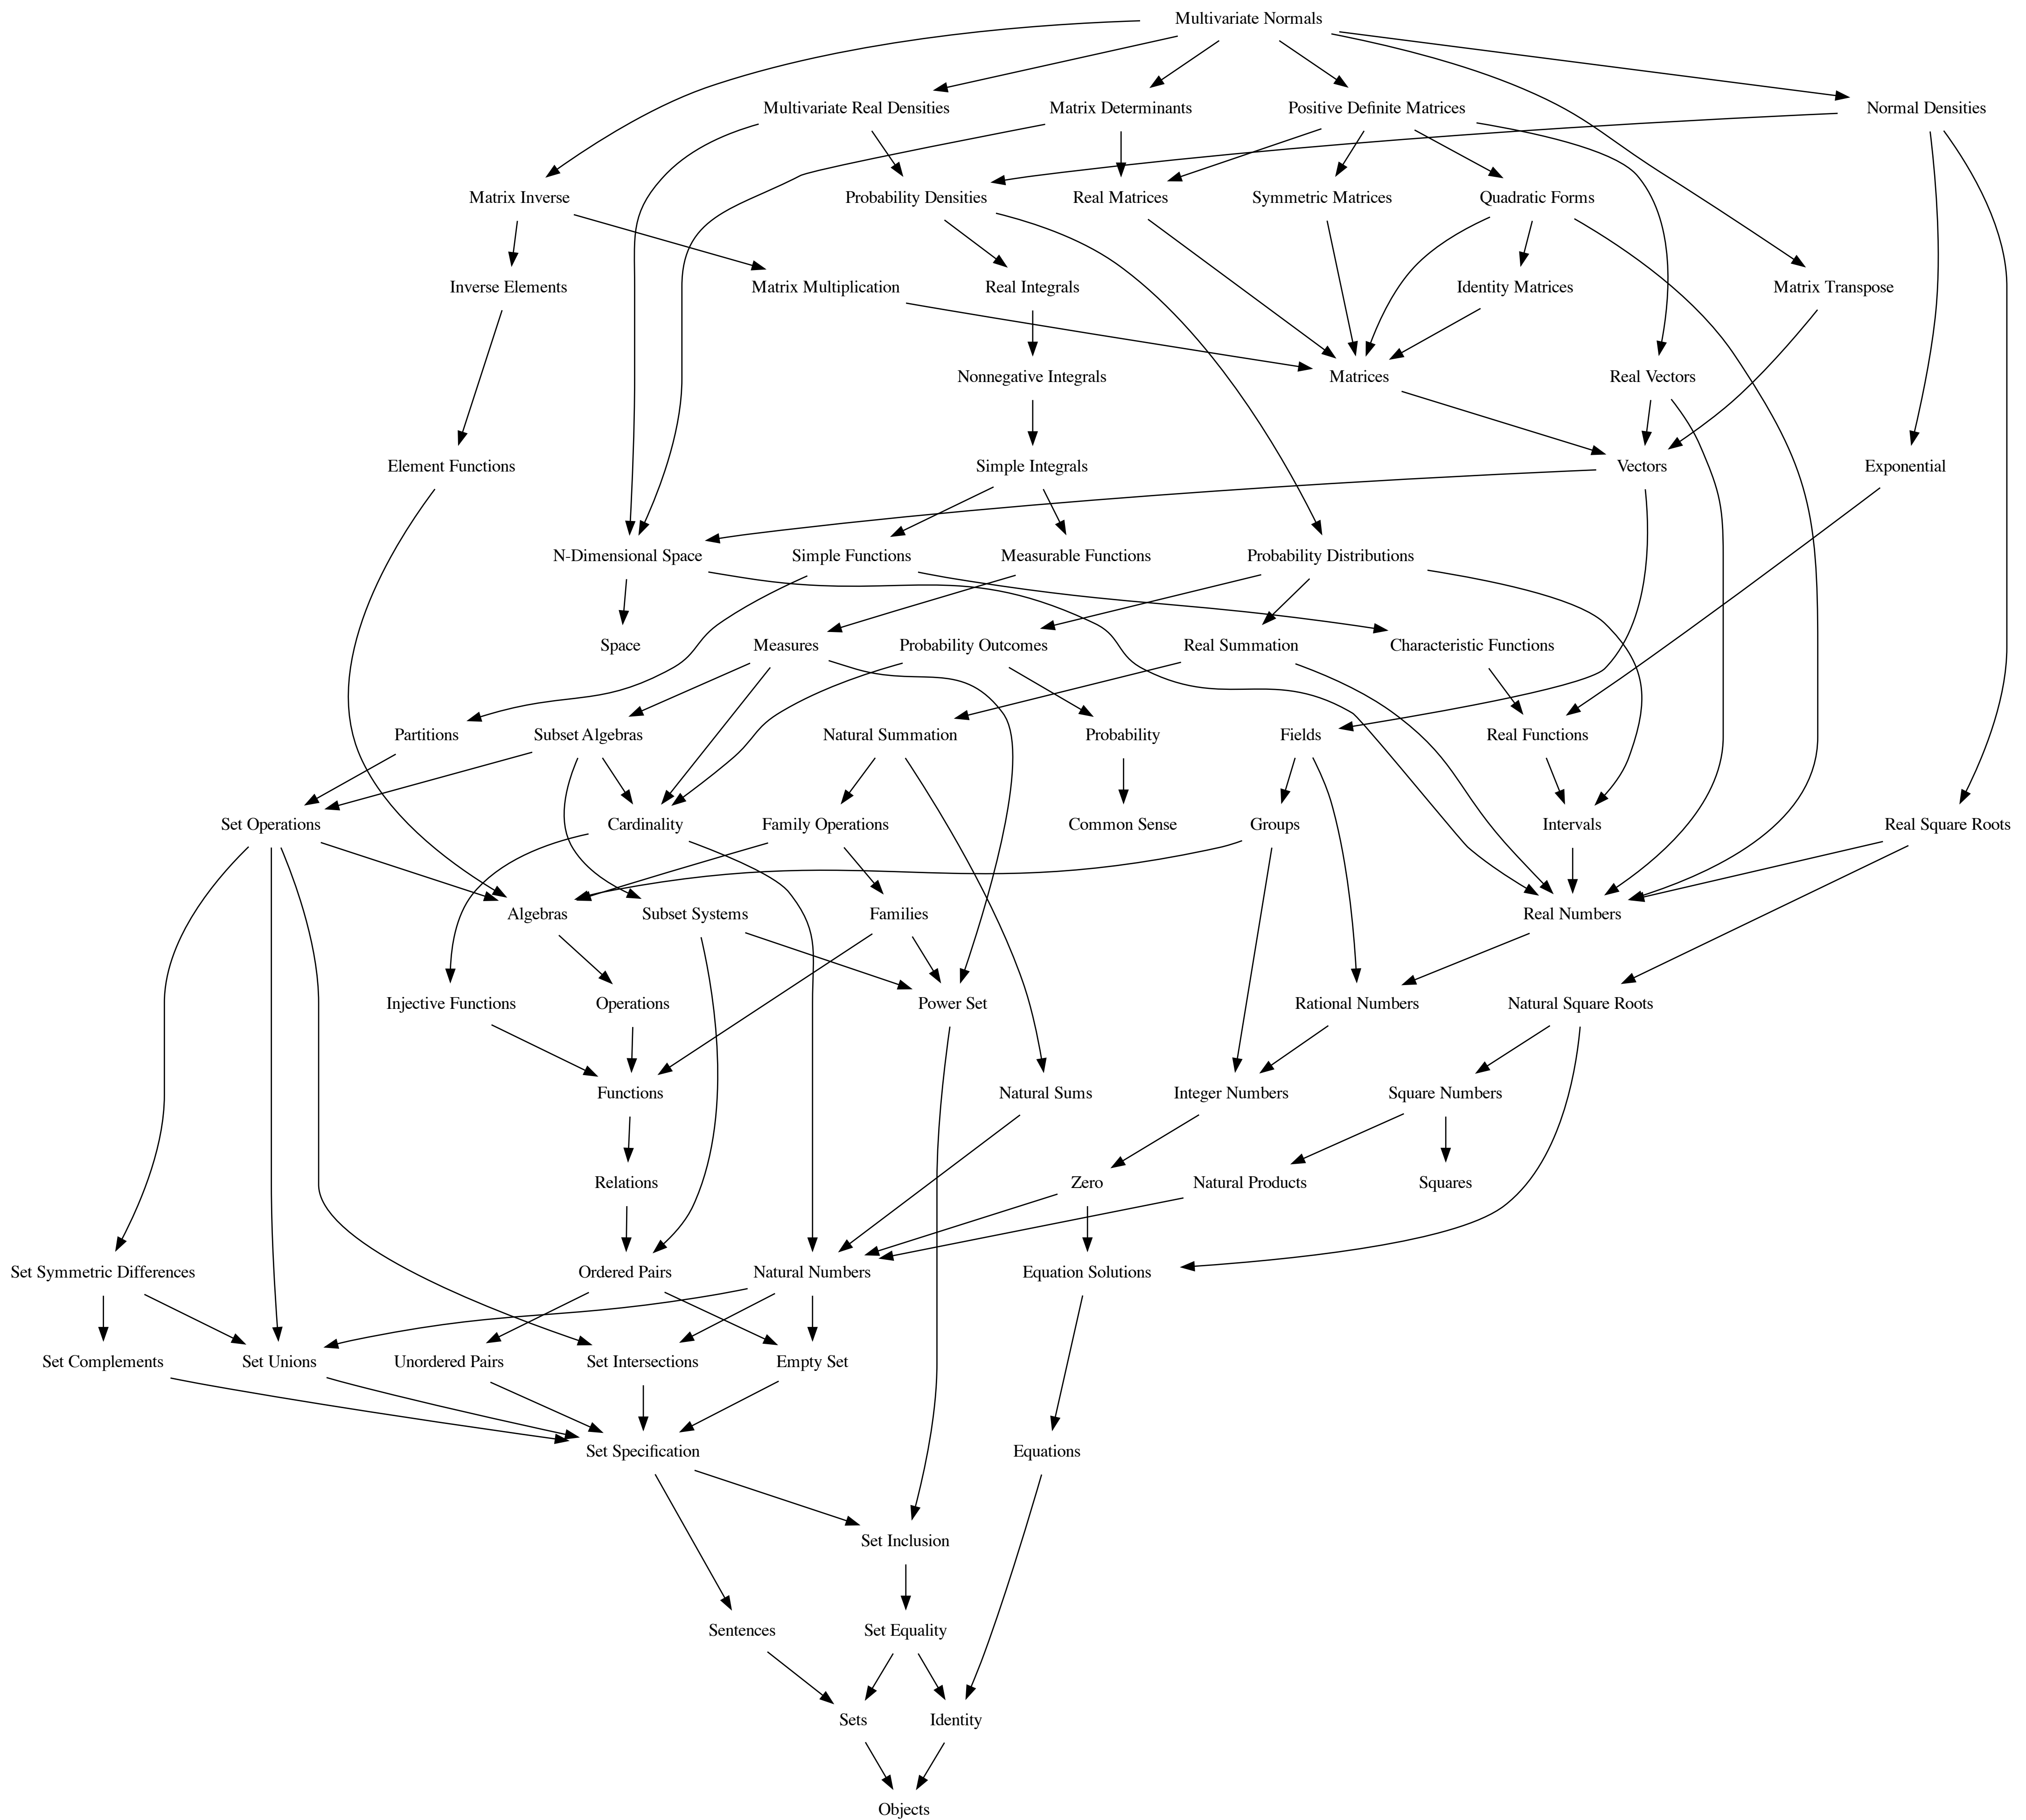 Multivariate Normals
Multivariate Real Densities
Matrix Determinants
Positive Definite Matrices
Normal Densities
Matrix Inverse
Probability Densities
Real Matrices
Symmetric Matrices
Quadratic Forms
Inverse Elements
Matrix Multiplication
Real Integrals
Identity Matrices
Matrix Transpose
Nonnegative Integrals
Matrices
Real Vectors
Element Functions
Simple Integrals
Vectors
Exponential
N-Dimensional Space
Simple Functions
Measurable Functions
Probability Distributions
Space
Measures
Probability Outcomes
Real Summation
Characteristic Functions
Partitions
Subset Algebras
Natural Summation
Probability
Fields
Real Functions
Set Operations
Cardinality
Family Operations
Common Sense
Groups
Intervals
Real Square Roots
Algebras
Subset Systems
Families
Real Numbers
Injective Functions
Operations
Power Set
Rational Numbers
Natural Square Roots
Functions
Natural Sums
Integer Numbers
Square Numbers
Relations
Zero
Natural Products
Squares
Set Symmetric Differences
Ordered Pairs
Natural Numbers
Equation Solutions
Set Complements
Set Unions
Unordered Pairs
Set Intersections
Empty Set
Set Specification
Equations
Set Inclusion
Sentences
Set Equality
Sets
Identity
Objects